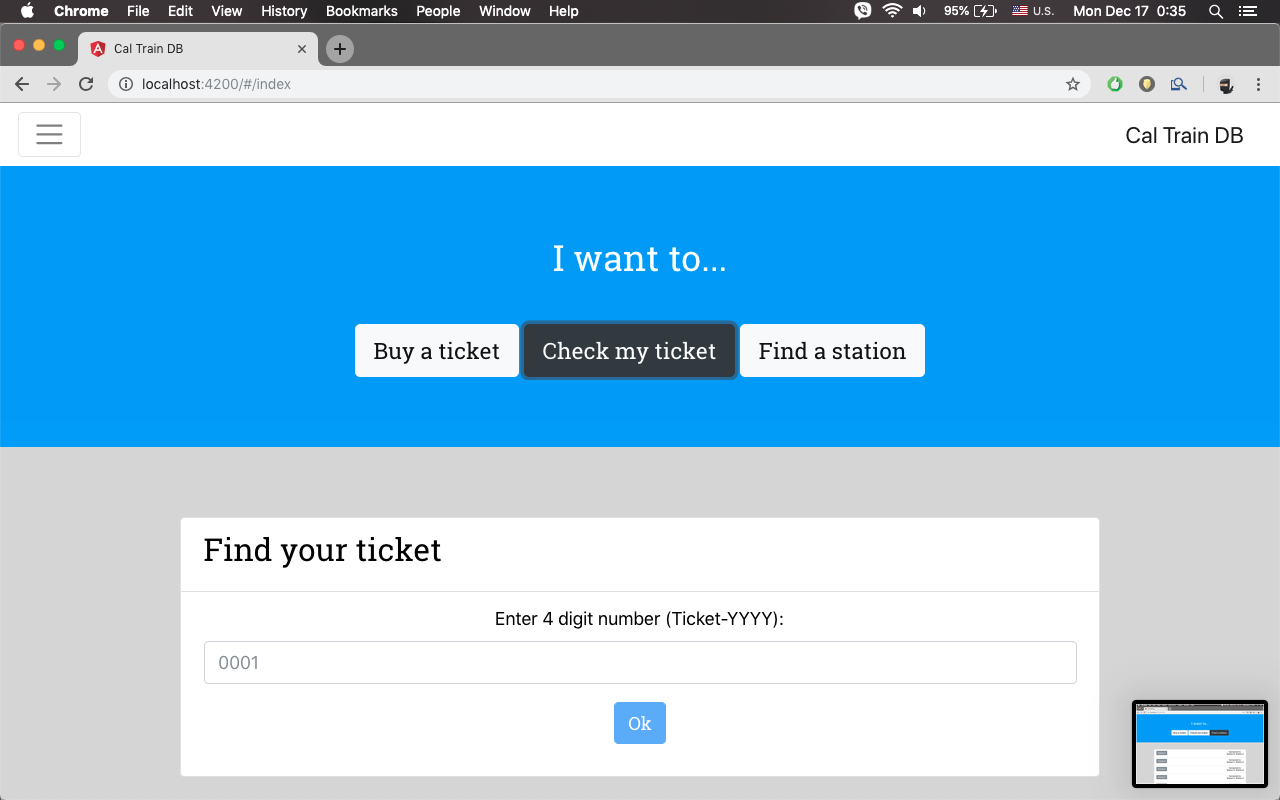 Chrome File Edit View History Bookmarks People Window Help 95% U.S. Mon Dec 17 0:35
Cal Train DB
localhost:4200/#/index
Cal Train DB
I want to...
Buy a ticket Check my ticket Find a station
Find your ticket
Enter 4 digit number (Ticket-YYYY):
0001
Ok